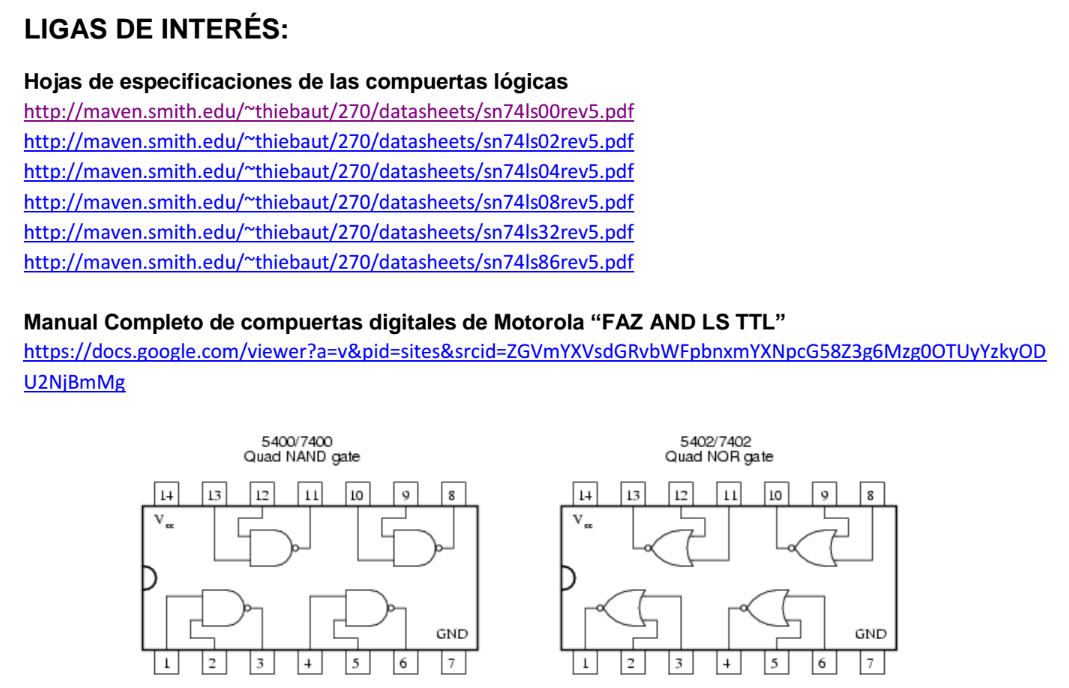 LIGAS DE INTERÉS:
Hojas de especificaciones de las compuertas lógicas
http://maven.smith.edu/~thiebaut/270/datasheets/sn74ls00rev5.pdf
http://maven.smith.edu/~thiebaut/270/datasheets/sn74ls02rev5.pdf
http://maven.smith.edu/~thiebaut/270/datasheets/sn74ls04rev5.pdf
http://maven.smith.edu/~thiebaut/270/datasheets/sn74ls08rev5.pdf
http://maven.smith.edu/~thiebaut/270/datasheets/sn74ls32rev5.pdf
http://maven.smith.edu/~thiebaut/270/datasheets/sn74ls86rev5.pdf
Manual Completo de compuertas digitales de Motorola “FAZ AND LS TTL”
https://docs.google.com/viewer?a=v&pid=sites&srcid=ZGVmYXVsdGRvbWFpbnxmYXNpcG58Z3g6Mzg0OTUyYzkyOD
U2NjBmMg
5400/7400
Quad NAND gate
14 13 12 11 10 9 8
Vcc
GND
1 2 3 4 5 6 7
5402/7402
Quad NOR gate
14 13 12 11 10 9 8
Vcc
GND
1 2 3 4 5 6 7